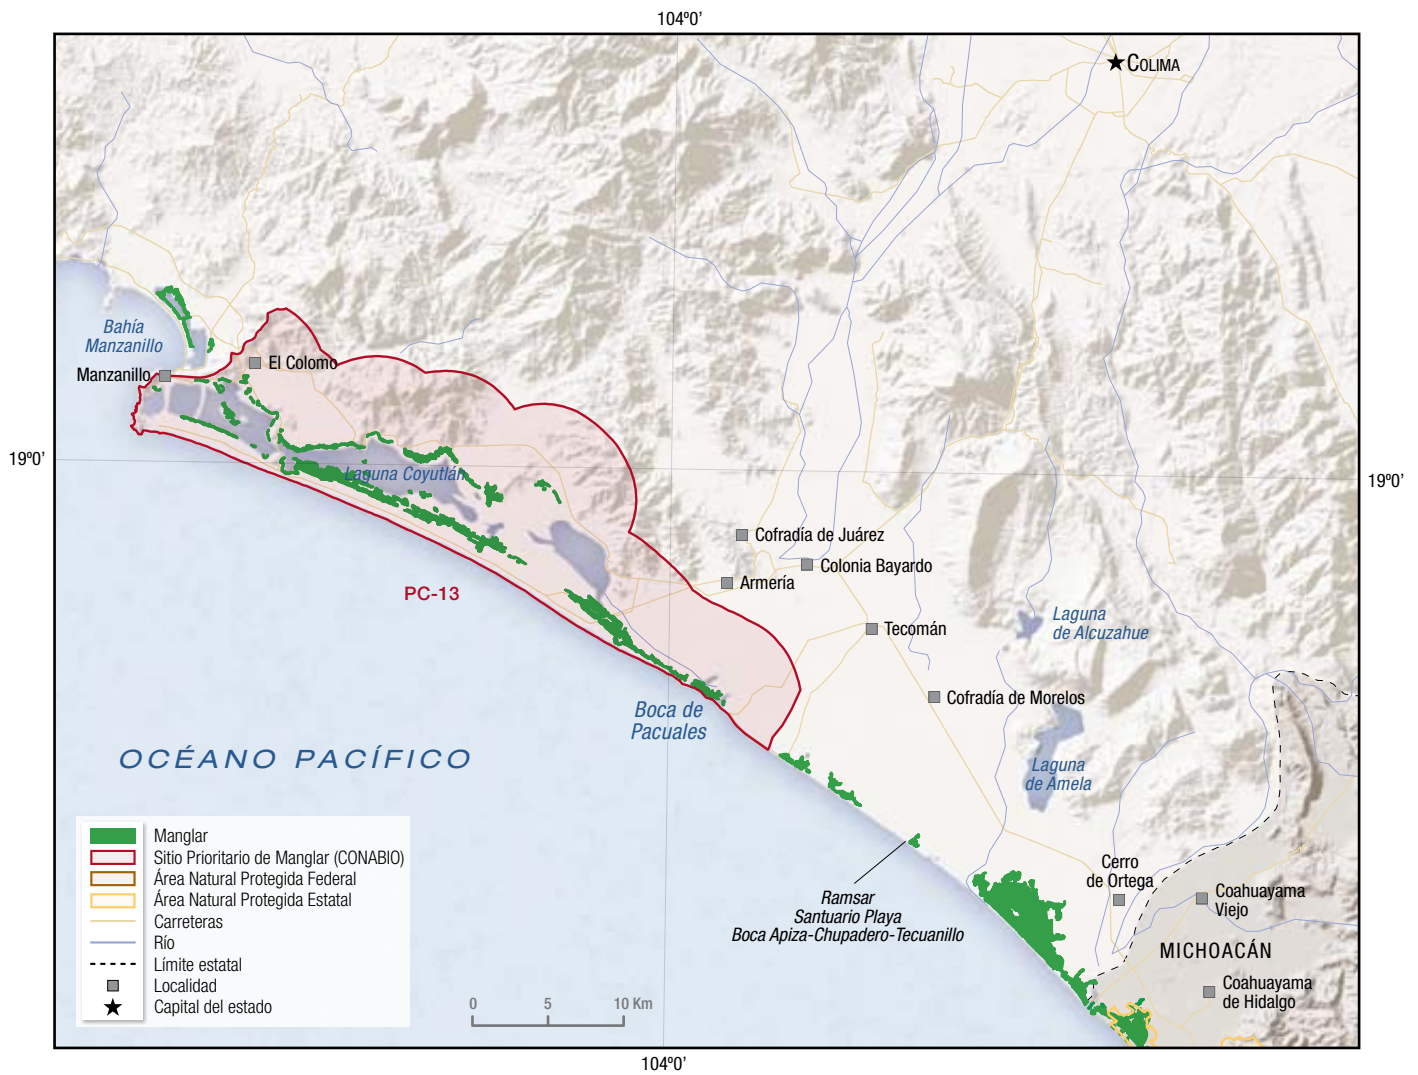 104º0'
COLIMA
Bahía
Manzanillo
Manzanillo
El Colomo
19º0'
Laguna Coyutlán
19º0'
Cofradía de Juárez
Colonia Bayardo
Armería
PC-13
Tecomán
Laguna
de Alcuzahue
Cofradía de Morelos
Boca de
Pacuales
OCÉANO PACÍFICO
Laguna
de Amela
Manglar
Sitio Prioritario de Manglar (CONABIO)
Área Natural Protegida Federal
Área Natural Protegida Estatal
Carreteras
Río
Límite estatal
Localidad
Capital del estado
Ramsar
Santuario Playa
Boca Apiza-Chupadero-Tecuanillo
Cerro
de Ortega
Coahuayama
Viejo
MICHOACÁN
Coahuayama
de Hidalgo
0 5 10 Km
104º0'